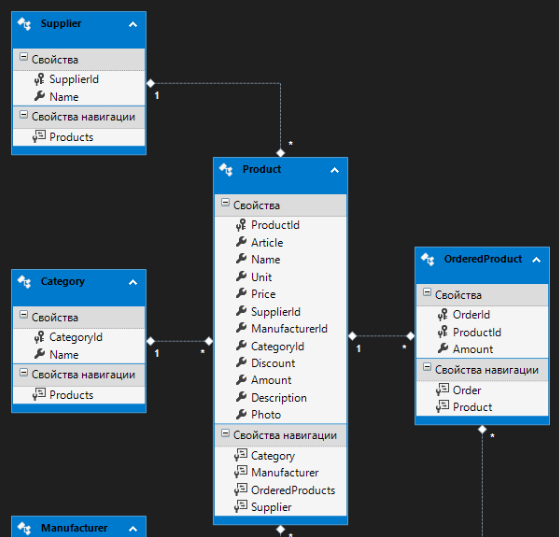 Supplier
Свойства
SupplierId
Name
Свойства навигации
Products
1
*
Product
Свойства
ProductId
Article
Name
Unit
Price
SupplierId
ManufacturerId
CategoryId
Discount
Amount
Description
Photo
Свойства навигации
Category
Manufacturer
OrderedProducts
Supplier
Category
Свойства
CategoryId
Name
Свойства навигации
Products
1
*
OrderedProduct
Свойства
OrderId
ProductId
Amount
Свойства навигации
Order
Product
1
*
*
Manufacturer
*